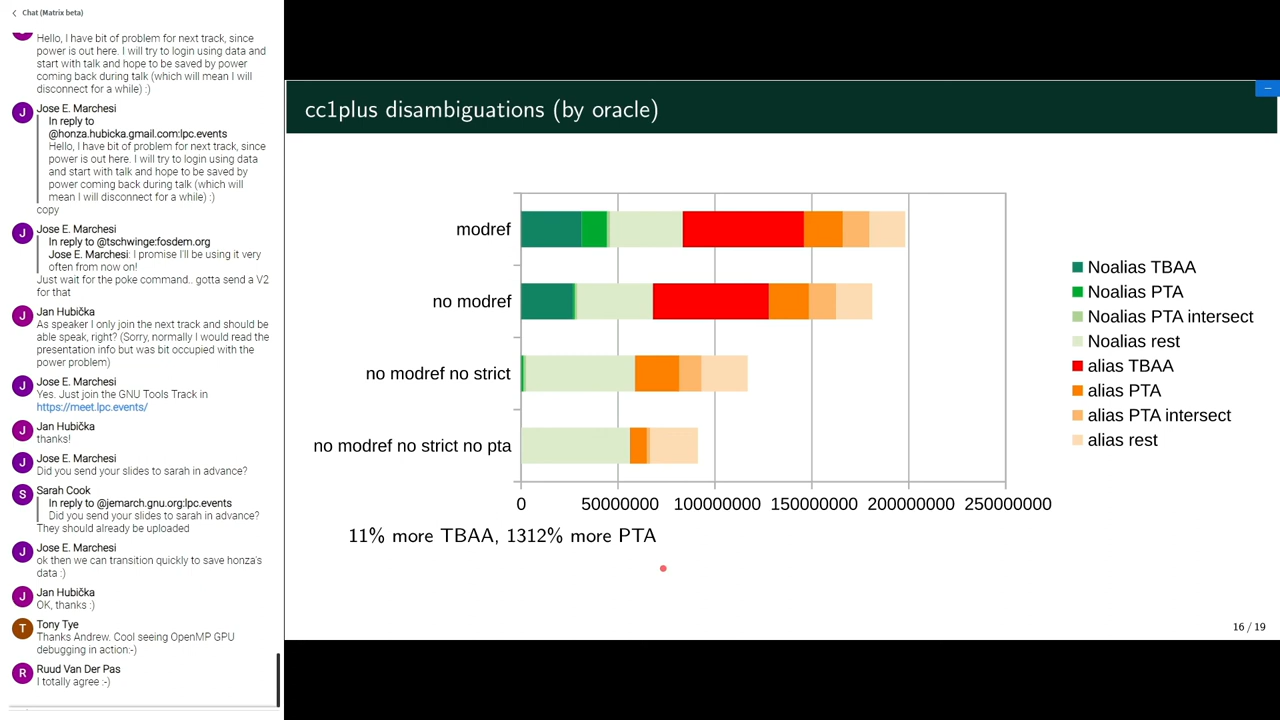 Chat (Matrix beta)
Hello, I have bit of problem for next track, since
power is out here. I will try to login using data and
start with talk and hope to be saved by power
coming back during talk (which will mean I will
disconnect for a while) :)
J
Jose E. Marchesi
In reply to
@honza.hubicka.gmail.com:lpc.events
Hello, I have bit of problem for next track, since
power is out here. I will try to login using data
and start with talk and hope to be saved by
power coming back during talk (which will
mean I will disconnect for a while) :)
copy
J
Jose E. Marchesi
In reply to @tschwinge:fosdem.org
Jose E. Marchesi: I promise I'll be using it very
often from now on!
Just wait for the poke command.. gotta send a V2
for that
J
Jan Hubička
As speaker I only join the next track and should be
able speak, right? (Sorry, normally I would read the
presentation info but was bit occupied with the
power problem)
J
Jose E. Marchesi
Yes. Just join the GNU Tools Track in
https://meet.lpc.events/
J
Jan Hubička
thanks!
J
Jose E. Marchesi
Did you send your slides to sarah in advance?
S
Sarah Cook
In reply to @jemarch.gnu.org:lpc.events
Did you send your slides to sarah in advance?
They should already be uploaded
J
Jose E. Marchesi
ok then we can transition quickly to save honza's
data :)
J
Jan Hubička
OK, thanks :)
T
Tony Tye
Thanks Andrew. Cool seeing OpenMP GPU
debugging in action:-)
R
Ruud Van Der Pas
I totally agree :-)
cc1plus disambiguations (by oracle)
modref
no modref
no modref no strict
no modref no strict no pta
0 50000000 100000000 150000000 200000000 250000000
Noalias TBAA
Noalias PTA
Noalias PTA intersect
Noalias rest
alias TBAA
alias PTA
alias PTA intersect
alias rest
11% more TBAA, 1312% more PTA
16 / 19